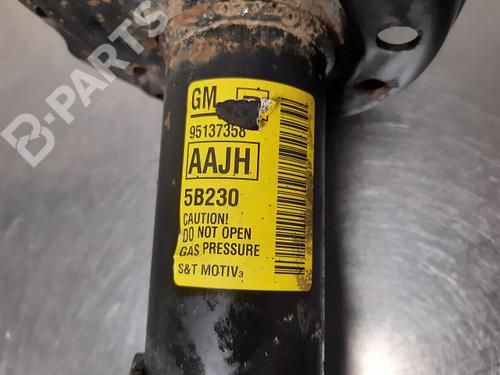 GM
95137358
AAJH
5B230
CAUTION!
DO NOT OPEN
GAS PRESSURE
S&T MOTIV3
B-PARTS